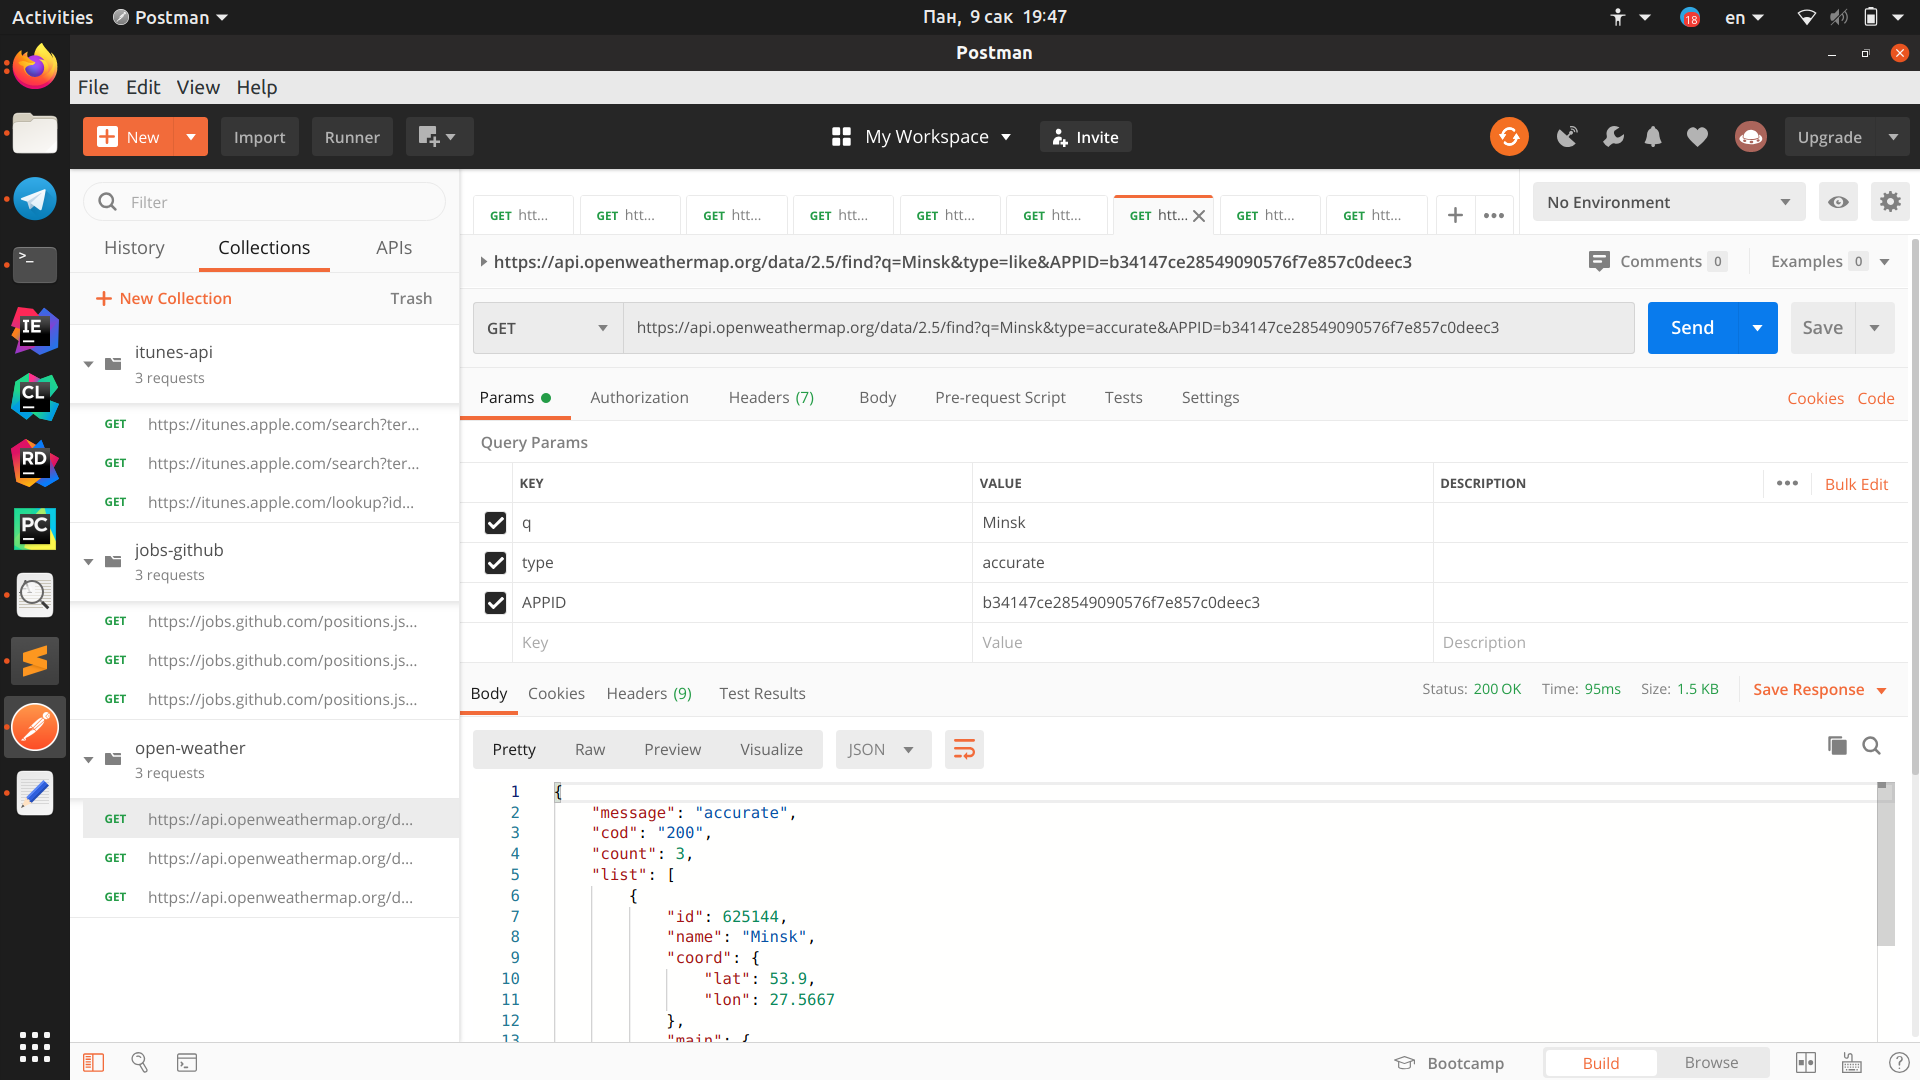 Activities Postman Пан, 9 сак 19:47 18 en
Postman
File Edit View Help
New Import Runner My Workspace Invite Upgrade
Filter
History Collections APIs
New Collection Trash
itunes-api
3 requests
GET https://itunes.apple.com/search?ter...
GET https://itunes.apple.com/search?ter...
GET https://itunes.apple.com/lookup?id...
jobs-github
3 requests
GET https://jobs.github.com/positions.js...
GET https://jobs.github.com/positions.js...
GET https://jobs.github.com/positions.js...
open-weather
3 requests
GET https://api.openweathermap.org/d...
GET https://api.openweathermap.org/d...
GET https://api.openweathermap.org/d...
GET htt... GET htt... GET htt... GET htt... GET htt... GET htt... GET htt... GET htt... GET htt...
No Environment
https://api.openweathermap.org/data/2.5/find?q=Minsk&type=like&APPID=b34147ce28549090576f7e857c0deec3 Comments 0 Examples 0
GET https://api.openweathermap.org/data/2.5/find?q=Minsk&type=accurate&APPID=b34147ce28549090576f7e857c0deec3 Send Save
Params Authorization Headers (7) Body Pre-request Script Tests Settings Cookies Code
Query Params
KEY VALUE DESCRIPTION Bulk Edit
q Minsk
type accurate
APPID b34147ce28549090576f7e857c0deec3
Key Value Description
Body Cookies Headers (9) Test Results Status: 200 OK Time: 95ms Size: 1.5 KB Save Response
Pretty Raw Preview Visualize JSON
1 {
2 "message": "accurate",
3 "cod": "200",
4 "count": 3,
5 "list": [
6 {
7 "id": 625144,
8 "name": "Minsk",
9 "coord": {
10 "lat": 53.9,
11 "lon": 27.5667
12 },
13 "main": {
Bootcamp Build Browse
IE
CL
RD
PC